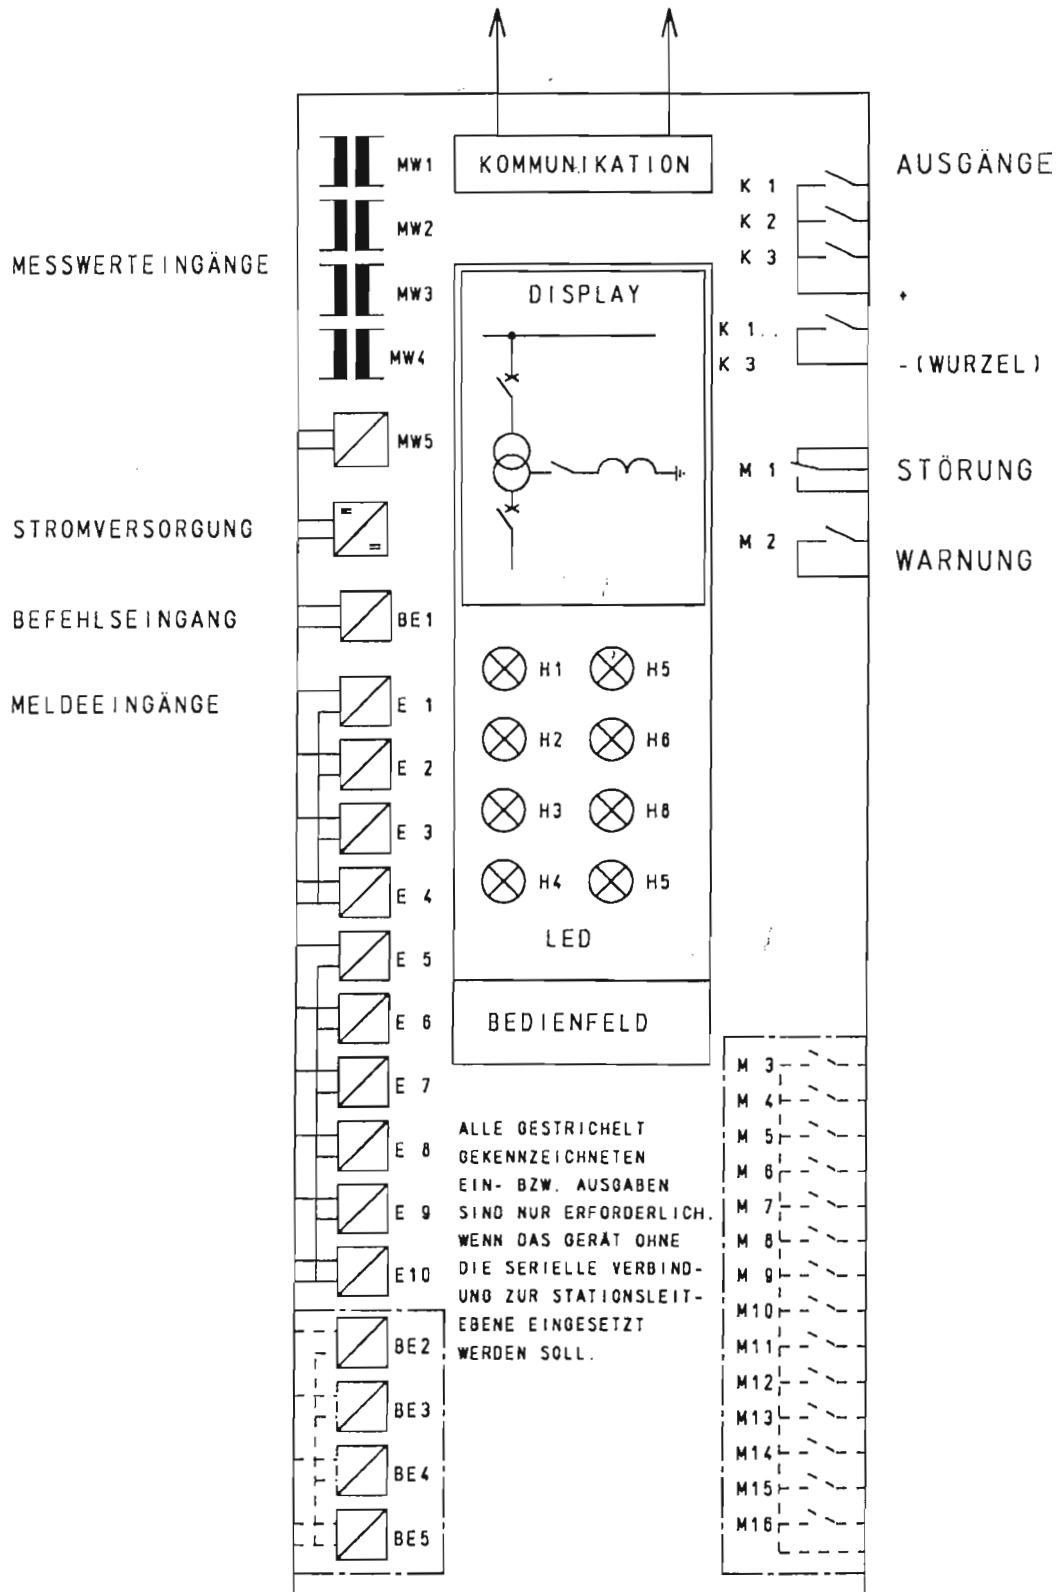 KOMMUNIKATION
AUSGÄNGE
MW1
K 1
MW2
K 2
MESSWERTEINGÄNGE
K 3
MW3
DISPLAY
+
K 1..
MW4
K 3
-(WURZEL)
MW5
M 1
STÖRUNG
STROMVERSORGUNG
M 2
WARNUNG
BEFEHLSEINGANG
BE1
MELDEEINGÄNGE
E 1
E 2
E 3
E 4
E 5
E 6
E 7
E 8
E 9
E10
BE2
BE3
BE4
BE5
H1
H5
H2
H6
H3
H8
H4
H5
LED
BEDIENFELD
ALLE GESTRICHELT
GEKENNZEICHNETEN
EIN- BZW. AUSGABEN
SIND NUR ERFORDERLICH.
WENN DAS GERÄT OHNE
DIE SERIELLE VERBIND-
UNG ZUR STATIONSLEIT-
EBENE EINGESETZT
WERDEN SOLL.
M 3
M 4
M 5
M 6
M 7
M 8
M 9
M10
M11
M12
M13
M14
M15
M16